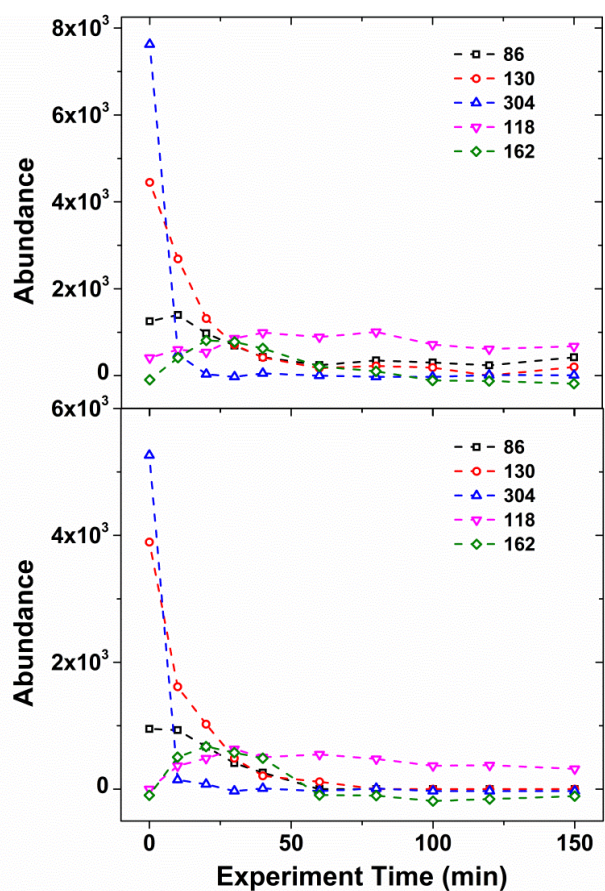 8x10³
6x10³
4x10³
2x10³
0
Abundance
86
130
304
118
162
6x10³
4x10³
2x10³
0
Abundance
86
130
304
118
162
0
50
100
150
Experiment Time (min)